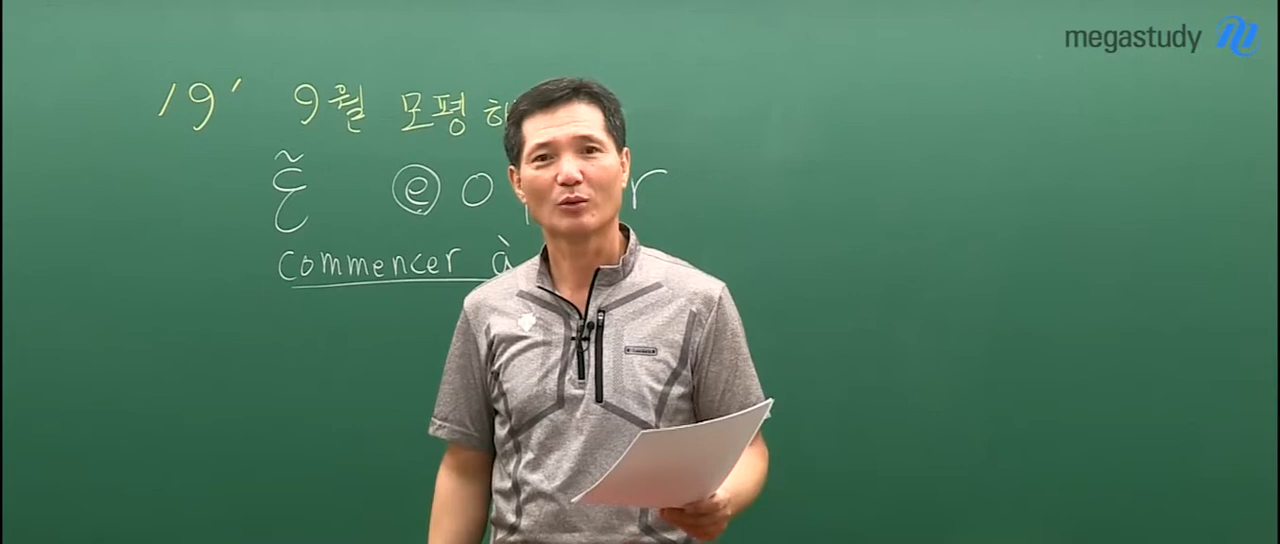 megastudy
19' 9월 모평
ɛ̃ ⓔ o r
commencer à